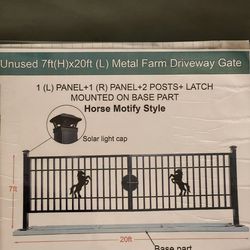 Unused 7ft(H)x20ft (L) Metal Farm Driveway Gate
1 (L) PANEL+1 (R) PANEL+2 POSTS+ LATCH
MOUNTED ON BASE PART
Horse Motify Style
Solar light cap
7ft
20ft
Base part